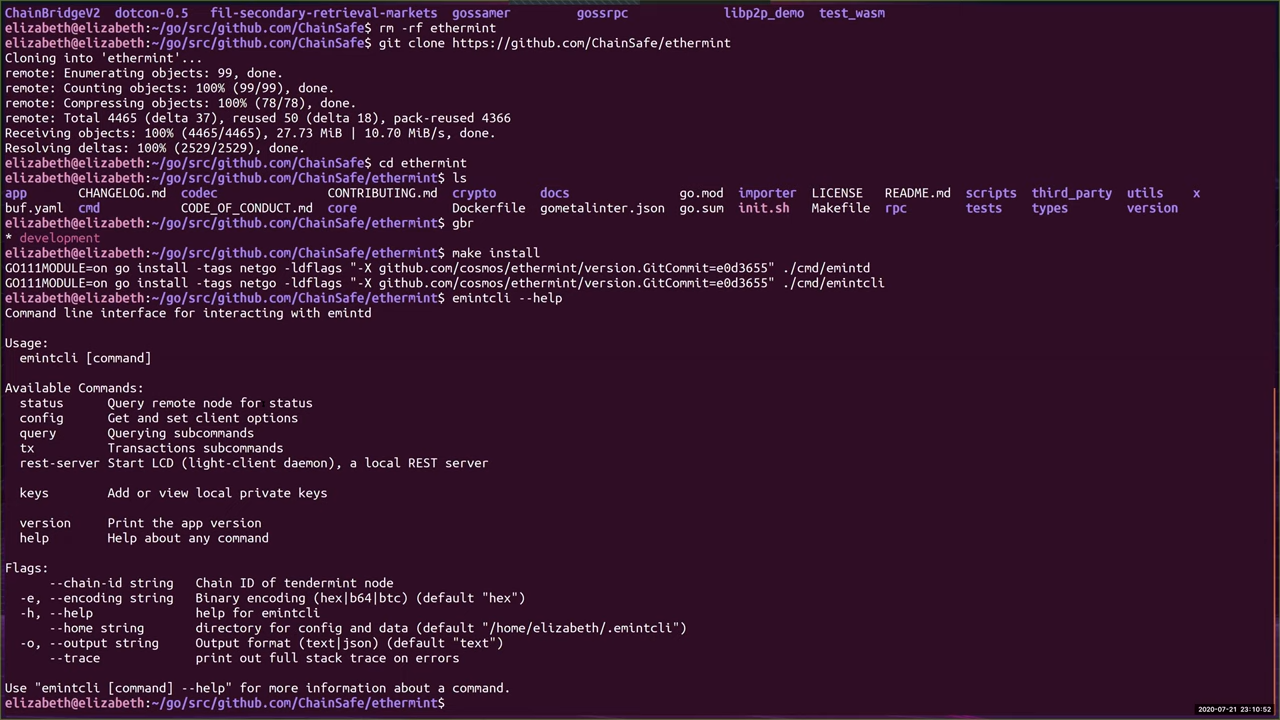 ChainBridgeV2  dotcon-0.5   fil-secondary-retrieval-markets  gossamer         gossrpc             libp2p_demo  test_wasm
elizabeth@elizabeth:~/go/src/github.com/ChainSafe$ rm -rf ethermint
elizabeth@elizabeth:~/go/src/github.com/ChainSafe$ git clone https://github.com/ChainSafe/ethermint
Cloning into 'ethermint'...
remote: Enumerating objects: 99, done.
remote: Counting objects: 100% (99/99), done.
remote: Compressing objects: 100% (78/78), done.
remote: Total 4465 (delta 37), reused 50 (delta 18), pack-reused 4366
Receiving objects: 100% (4465/4465), 27.73 MiB | 10.70 MiB/s, done.
Resolving deltas: 100% (2529/2529), done.
elizabeth@elizabeth:~/go/src/github.com/ChainSafe$ cd ethermint
elizabeth@elizabeth:~/go/src/github.com/ChainSafe/ethermint$ ls
app       CHANGELOG.md  codec               CONTRIBUTING.md  crypto      docs               go.mod  importer  LICENSE   README.md  scripts  third_party  utils    x
buf.yaml  cmd           CODE_OF_CONDUCT.md  core             Dockerfile  gometalinter.json  go.sum  init.sh   Makefile  rpc        tests    types        version
elizabeth@elizabeth:~/go/src/github.com/ChainSafe/ethermint$ gbr
* development
elizabeth@elizabeth:~/go/src/github.com/ChainSafe/ethermint$ make install
GO111MODULE=on go install -tags netgo -ldflags "-X github.com/cosmos/ethermint/version.GitCommit=e0d3655" ./cmd/emintd
GO111MODULE=on go install -tags netgo -ldflags "-X github.com/cosmos/ethermint/version.GitCommit=e0d3655" ./cmd/emintcli
elizabeth@elizabeth:~/go/src/github.com/ChainSafe/ethermint$ emintcli --help
Command line interface for interacting with emintd
Usage:
  emintcli [command]
Available Commands:
  status      Query remote node for status
  config      Get and set client options
  query       Querying subcommands
  tx          Transactions subcommands
  rest-server Start LCD (light-client daemon), a local REST server
  keys        Add or view local private keys
  version     Print the app version
  help        Help about any command
Flags:
      --chain-id string   Chain ID of tendermint node
  -e, --encoding string   Binary encoding (hex|b64|btc) (default "hex")
  -h, --help              help for emintcli
      --home string       directory for config and data (default "/home/elizabeth/.emintcli")
  -o, --output string     Output format (text|json) (default "text")
      --trace             print out full stack trace on errors
Use "emintcli [command] --help" for more information about a command.
elizabeth@elizabeth:~/go/src/github.com/ChainSafe/ethermint$
2020-07-21 23:10:52